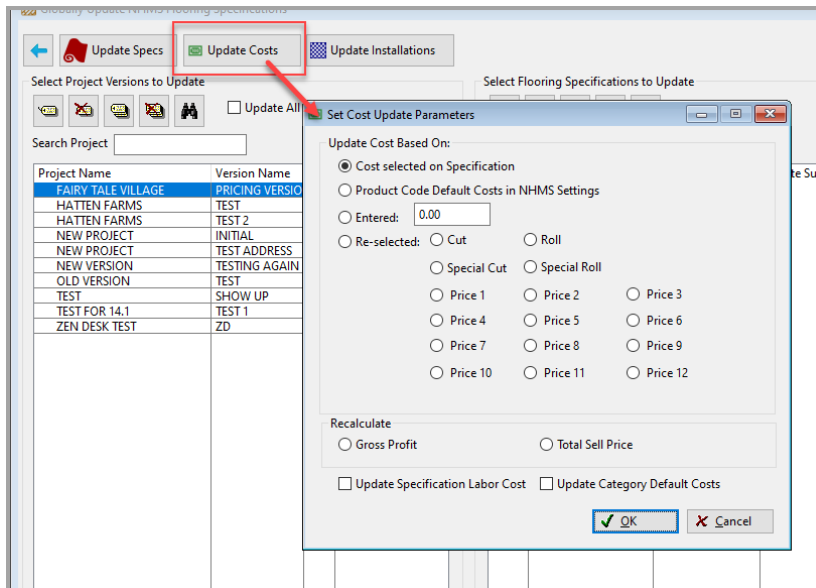 Globally Update NHMS Flooring Specifications
Update Specs
Update Costs
Update Installations
Select Project Versions to Update
Select Flooring Specifications to Update
Update All
Search Project
Project Name Version Name
FAIRY TALE VILLAGE PRICING VERSIO
HATTEN FARMS TEST
HATTEN FARMS TEST 2
NEW PROJECT INITIAL
NEW PROJECT TEST ADDRESS
NEW VERSION TESTING AGAIN
OLD VERSION TEST
TEST SHOW UP
TEST FOR 14.1 TEST 1
ZEN DESK TEST ZD
te Su
Set Cost Update Parameters
Update Cost Based On:
Cost selected on Specification
Product Code Default Costs in NHMS Settings
Entered: 0.00
Re-selected: Cut Roll
Special Cut Special Roll
Price 1 Price 2 Price 3
Price 4 Price 5 Price 6
Price 7 Price 8 Price 9
Price 10 Price 11 Price 12
Recalculate
Gross Profit Total Sell Price
Update Specification Labor Cost Update Category Default Costs
OK Cancel